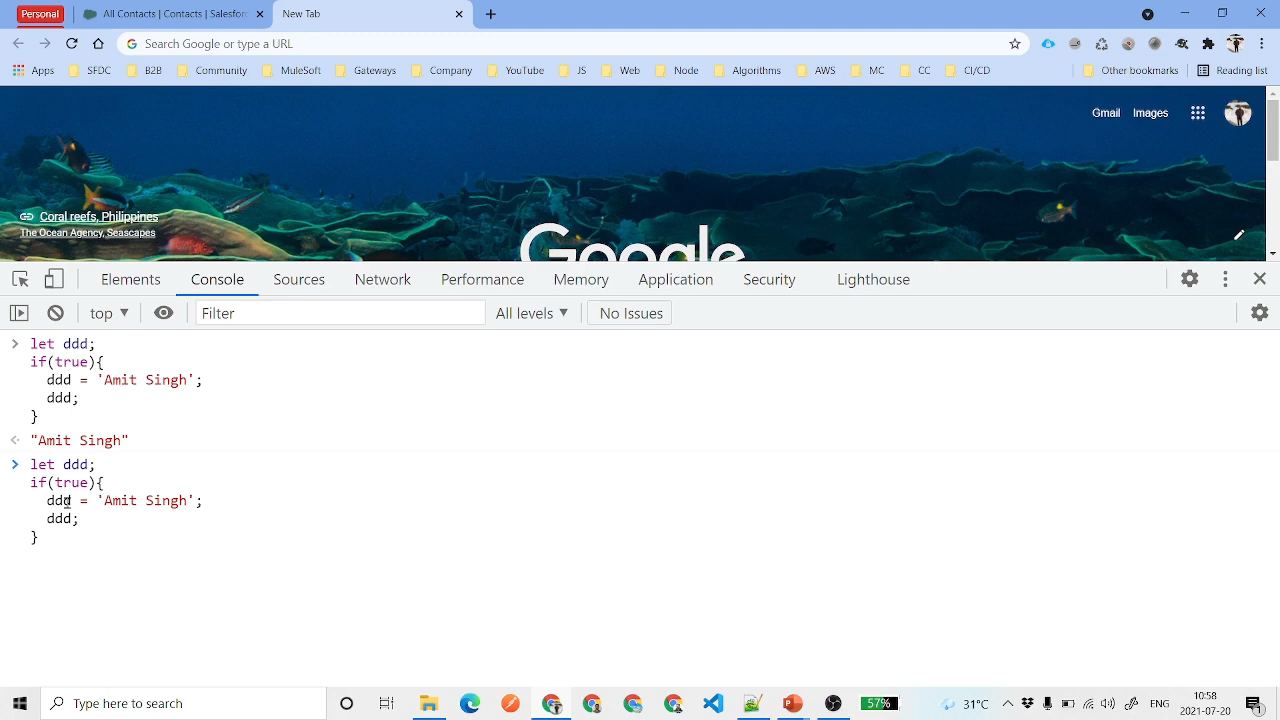 Personal
All Contacts | Contacts | Salesforc
New Tab
Search Google or type a URL
Apps SFDC B2B Community MuleSoft Gateways Company YouTube JS Web Node Algorithms AWS MC CC CI/CD Other bookmarks Reading list
Gmail Images
Coral reefs, Philippines
The Ocean Agency, Seascapes
Google
Elements Console Sources Network Performance Memory Application Security Lighthouse
top ▼ Filter All levels ▼ No Issues
let ddd;
if(true){
ddd = 'Amit Singh';
ddd;
}
"Amit Singh"
let ddd;
if(true){
ddd = 'Amit Singh';
ddd;
}
Type here to search
57%
31°C
ENG
10:58
2021-07-20
1